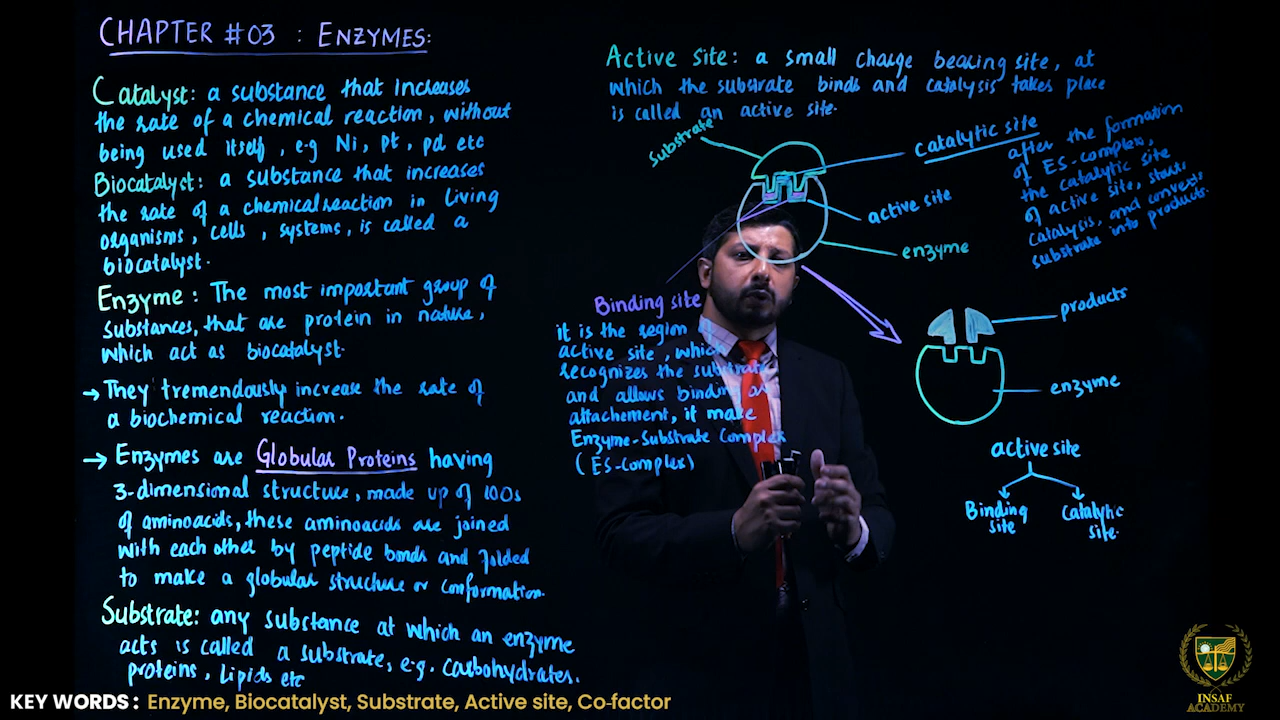 CHAPTER #03 : ENZYMES:
Catalyst: a substance that increases
the rate of a chemical reaction, without
being used itself, e.g Ni, Pt, pd etc
Biocatalyst: a substance that increases
the rate of a chemical reaction in living
organisms, cells, systems, is called a
biocatalyst.
Enzyme: The most important group of
substances, that are protein in nature,
which act as biocatalyst.
→ They tremendously increase the rate of
a biochemical reaction.
→ Enzymes are Globular Proteins having
3-dimensional structure, made up of 100s
of aminoacids, these aminoacids are joined
with each other by peptide bonds and folded
to make a globular structure or conformation.
Substrate: any substance at which an enzyme
acts is called a substrate, e.g. Carbohydrates,
proteins, Lipids etc
Active site: a small charge bearing site, at
which the substrate binds and catalysis takes place
is called an active site.
Substrate
catalytic site
after the formation
of ES-complex,
the catalytic site
of active site, starts
catalysis, and converts
substrate into products.
active site
enzyme
Binding site
it is the region of
active site, which
recognizes the substrate
and allows binding or
attachement, it make
Enzyme-Substrate Complex
(ES-Complex)
products
enzyme
active site
Binding site
Catalytic site.
KEY WORDS: Enzyme, Biocatalyst, Substrate, Active site, Co-factor
INSAF
ACADEMY